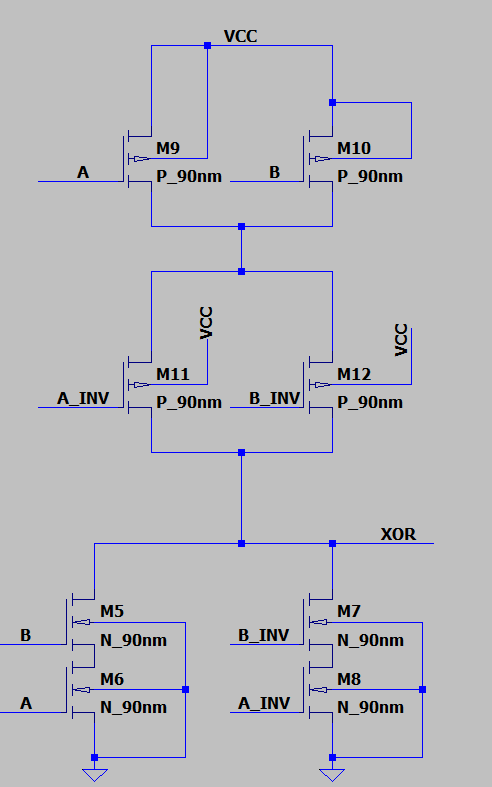 VCC
M9
M10
A
P_90nm
B
P_90nm
VCC
VCC
M11
M12
A_INV
P_90nm
B_INV
P_90nm
XOR
M5
M7
B
N_90nm
B_INV
N_90nm
M6
M8
A
N_90nm
A_INV
N_90nm